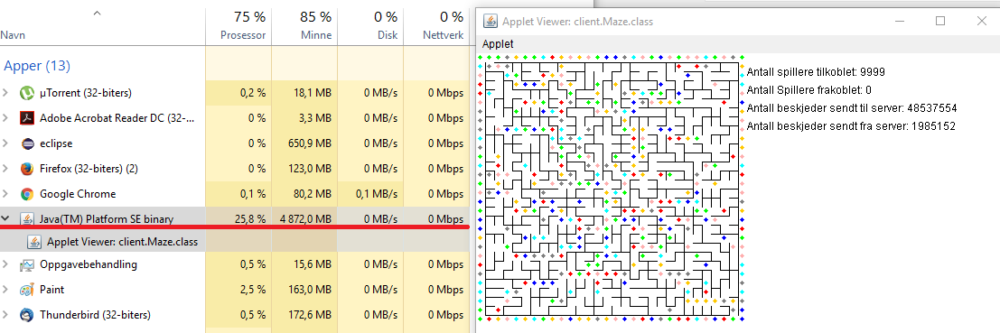 75 % 85 % 0 % 0 %
Navn Prosessor Minne Disk Nettverk
Apper (13)
µTorrent (32-biters) 0,2 % 18,1 MB 0 MB/s 0 Mbps
Adobe Acrobat Reader DC (32-... 0 % 3,3 MB 0 MB/s 0 Mbps
eclipse 0 % 650,9 MB 0 MB/s 0 Mbps
Firefox (32-biters) (2) 0 % 123,0 MB 0 MB/s 0 Mbps
Google Chrome 0,1 % 80,2 MB 0,1 MB/s 0 Mbps
Java(TM) Platform SE binary 25,8 % 4 872,0 MB 0 MB/s 0 Mbps
Applet Viewer: client.Maze.class
Oppgavebehandling 0,5 % 15,6 MB 0 MB/s 0 Mbps
Paint 2,5 % 163,0 MB 0 MB/s 0 Mbps
Thunderbird (32-biters) 0,5 % 172,6 MB 0 MB/s 0 Mbps
Applet Viewer: client.Maze.class
Applet
Antall spillere tilkoblet: 9999
Antall Spillere frakoblet: 0
Antall beskjeder sendt til server: 48537554
Antall beskjeder sendt fra server: 1985152